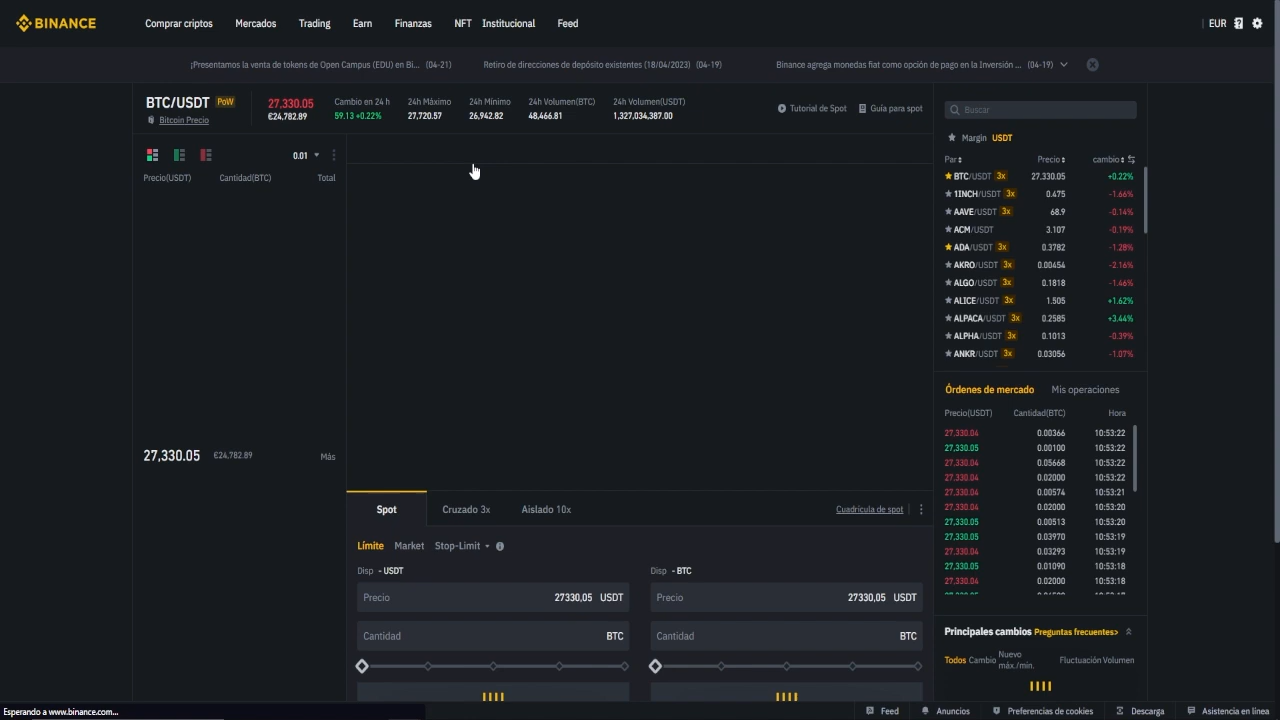 BINANCE Comprar criptos Mercados Trading Earn Finanzas NFT Institucional Feed EUR
¡Presentamos la venta de tokens de Open Campus (EDU) en Bi... (04-21) Retiro de direcciones de depósito existentes (18/04/2023) (04-19) Binance agrega monedas fiat como opción de pago en la Inversión ... (04-19)
BTC/USDT PoW 27,330.05 Cambio en 24 h 24h Máximo 24h Mínimo 24h Volumen(BTC) 24h Volumen(USDT) Tutorial de Spot Guía para spot
Bitcoin Precio €24,782.89 59.13 +0.22% 27,720.57 26,942.82 48,466.81 1,327,034,387.00
0.01
Precio(USDT) Cantidad(BTC) Total
27,330.05 €24,782.89 Más
Spot Cruzado 3x Aislado 10x Cuadrícula de spot
Límite Market Stop-Limit
Disp - USDT Disp - BTC
Precio 27330,05 USDT Precio 27330,05 USDT
Cantidad BTC Cantidad BTC
Buscar
Margin USDT
Par Precio cambio
BTC/USDT 3x 27.330.05 +0.22%
1INCH/USDT 3x 0.475 -1.66%
AAVE/USDT 3x 68.9 -0.14%
ACM/USDT 3.107 -0.19%
ADA/USDT 3x 0.3782 -1.28%
AKRO/USDT 3x 0.00454 -2.16%
ALGO/USDT 3x 0.1818 -1.46%
ALICE/USDT 3x 1.505 +1.62%
ALPACA/USDT 3x 0.2585 +3.44%
ALPHA/USDT 3x 0.1013 -0.39%
ANKR/USDT 3x 0.03056 -1.07%
Órdenes de mercado Mis operaciones
Precio(USDT) Cantidad(BTC) Hora
27,330.04 0.00366 10:53:22
27,330.05 0.00100 10:53:22
27,330.04 0.05668 10:53:22
27,330.04 0.02000 10:53:22
27,330.04 0.00574 10:53:21
27,330.04 0.02000 10:53:20
27,330.05 0.00513 10:53:20
27,330.05 0.03970 10:53:19
27,330.04 0.03293 10:53:19
27,330.05 0.01090 10:53:18
27,330.04 0.02000 10:53:18
Principales cambios Preguntas frecuentes>
Todos Cambio Nuevo máx./mín. Fluctuación Volumen
Esperando a www.binance.com... Feed Anuncios Preferencias de cookies Descarga Asistencia en línea